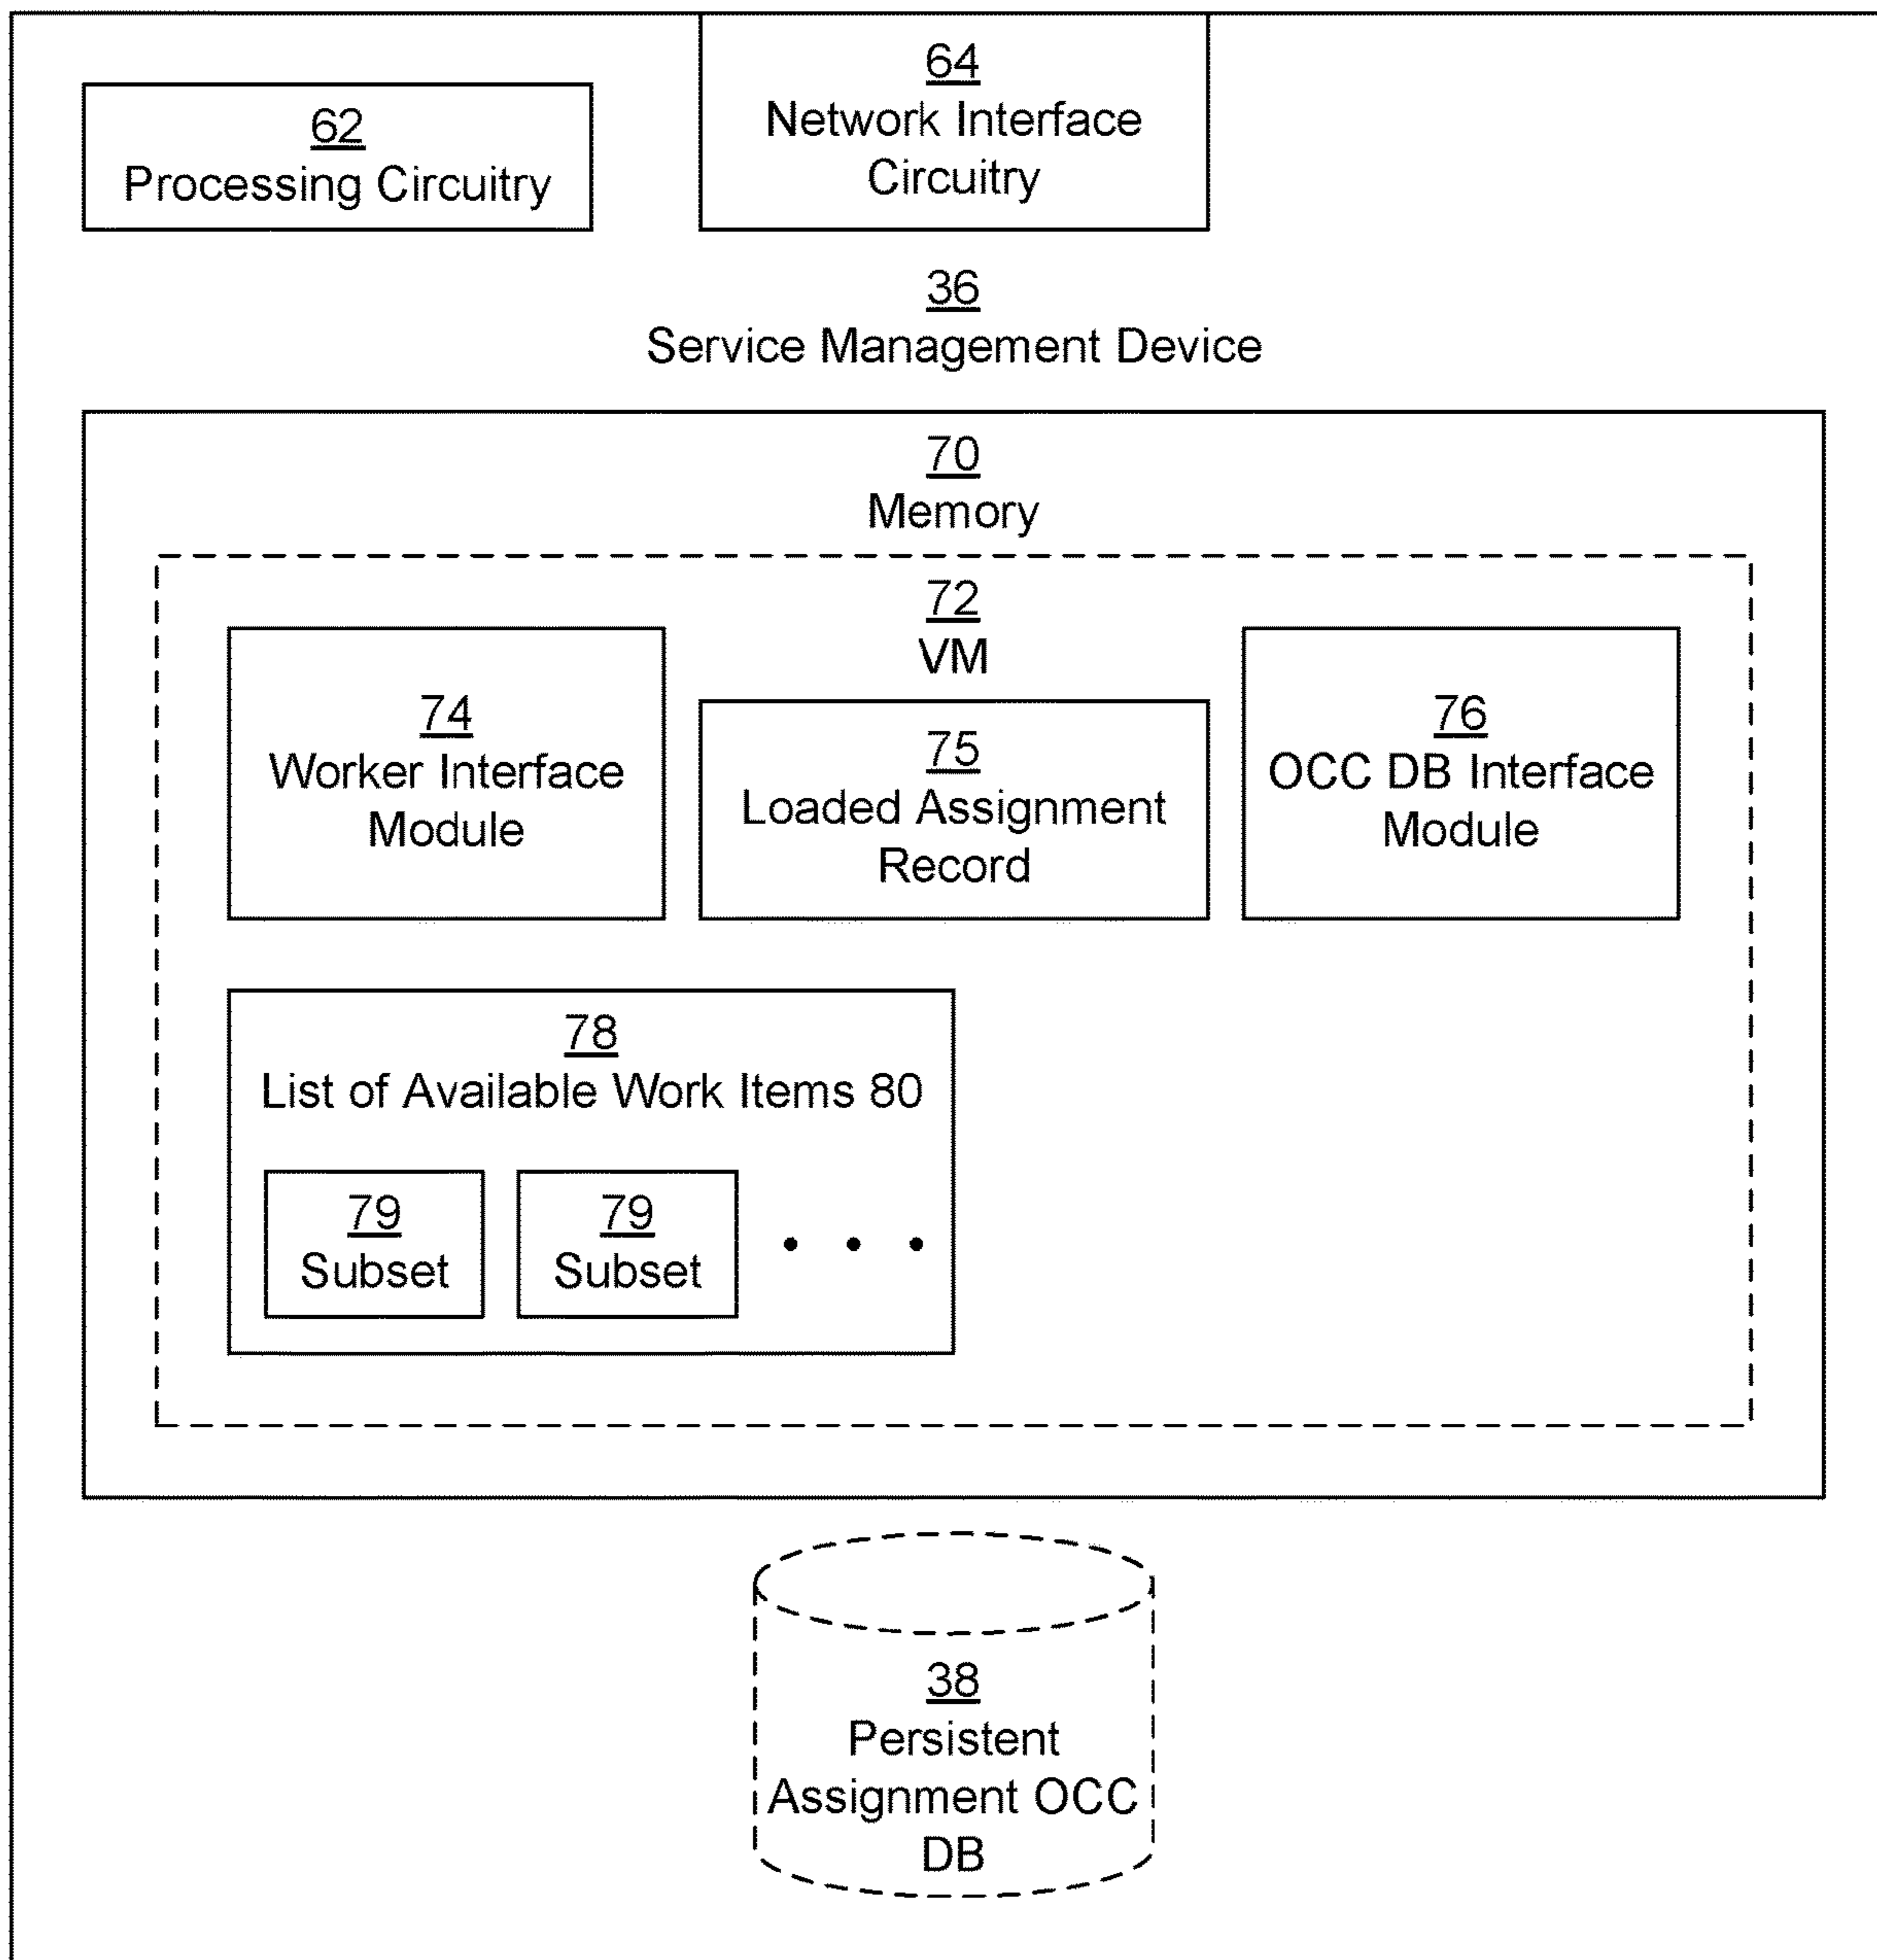 62
Processing Circuitry
64
Network Interface
Circuitry
36
Service Management Device
70
Memory
72
VM
74
Worker Interface
Module
75
Loaded Assignment
Record
76
OCC DB Interface
Module
78
List of Available Work Items 80
79
Subset
79
Subset
• • •
38
Persistent
Assignment OCC
DB